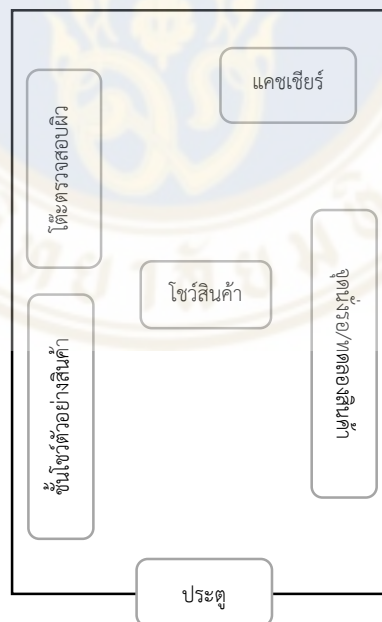 แคชเชียร์
โต๊ะตรวจสอบผิว
โชว์สินค้า
จุดนั่งรอ/ทดลองสินค้า
ชั้นโชว์ตัวอย่างสินค้า
ประตู